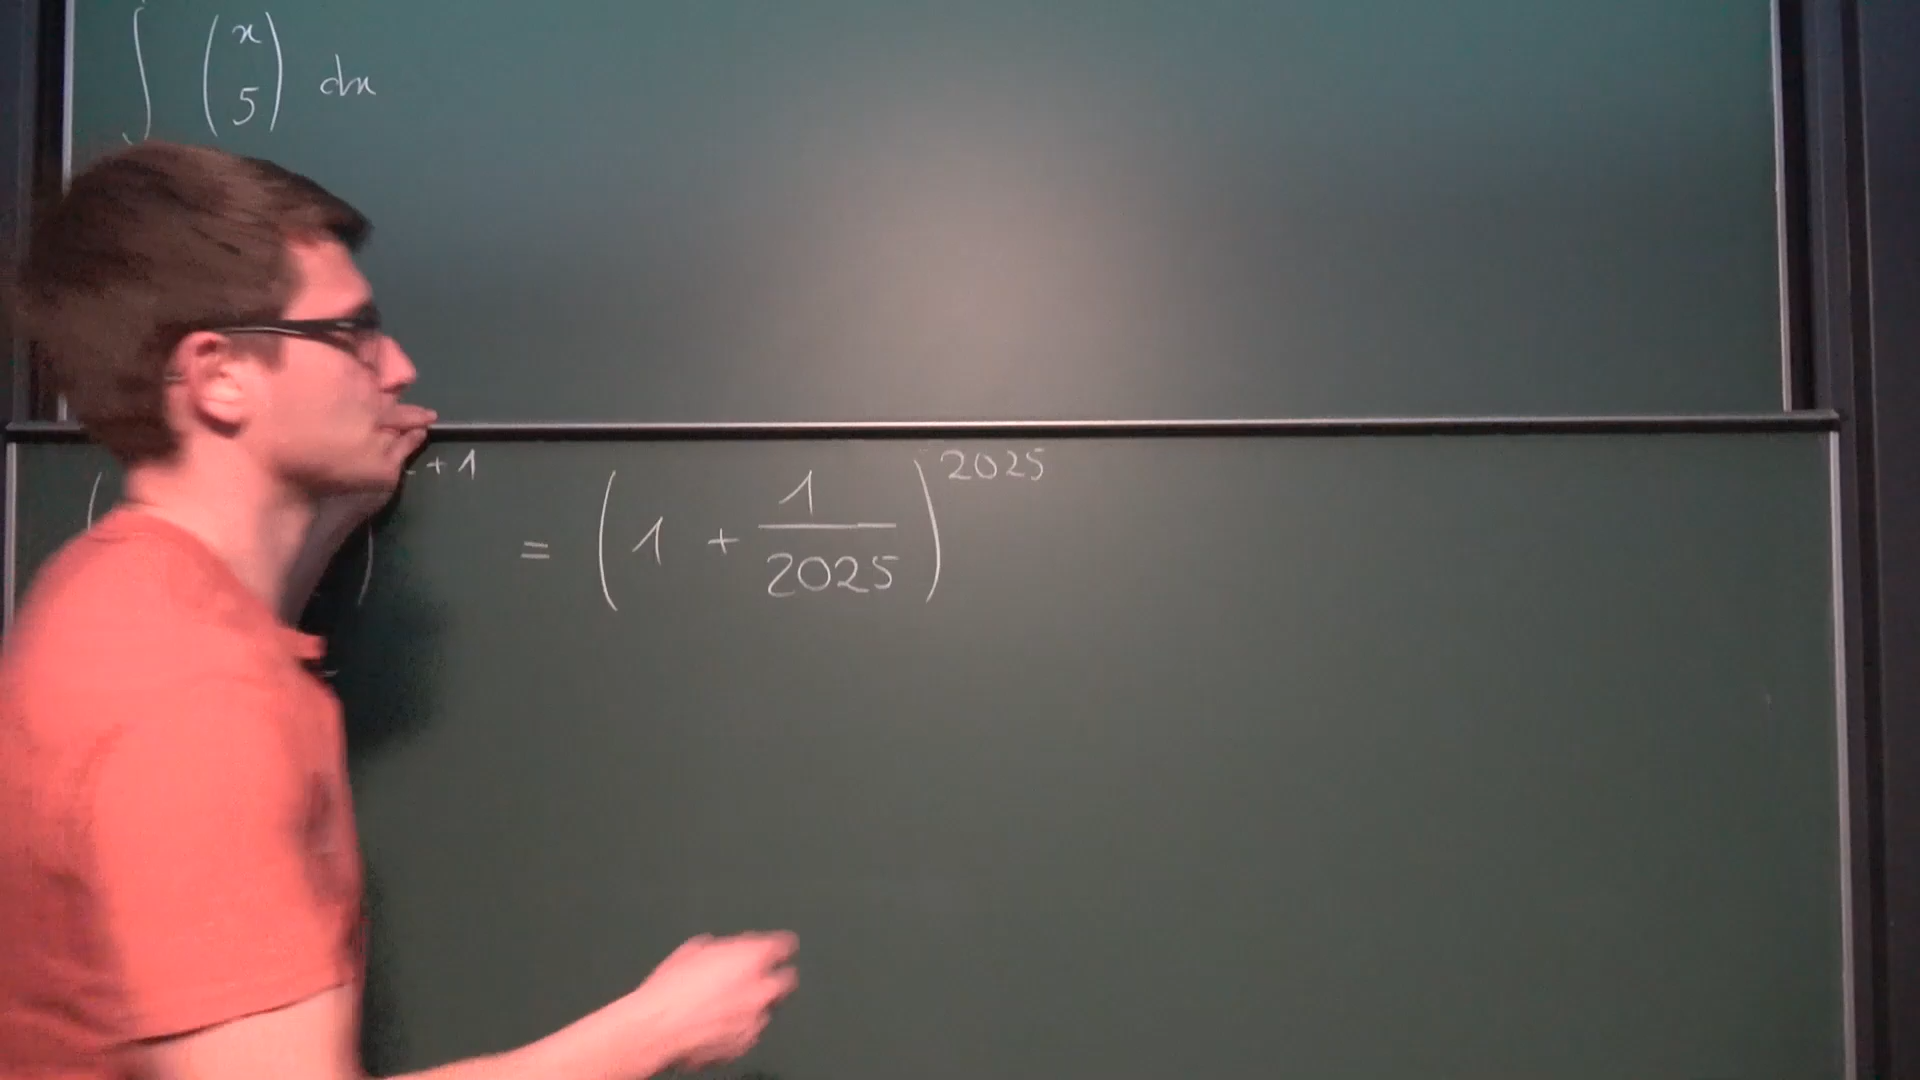 ∫ (x 5) dx
( )^{+1} = (1 + 1/2025)^{2025}